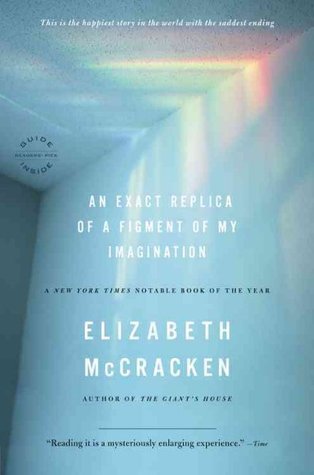 This is the happiest story in the world with the saddest ending
GUIDE
READERS' PICK
INSIDE
AN EXACT REPLICA
OF A FIGMENT OF MY
IMAGINATION
A NEW YORK TIMES NOTABLE BOOK OF THE YEAR
ELIZABETH
McCRACKEN
AUTHOR OF THE GIANT'S HOUSE
"Reading it is a mysteriously enlarging experience." —Time